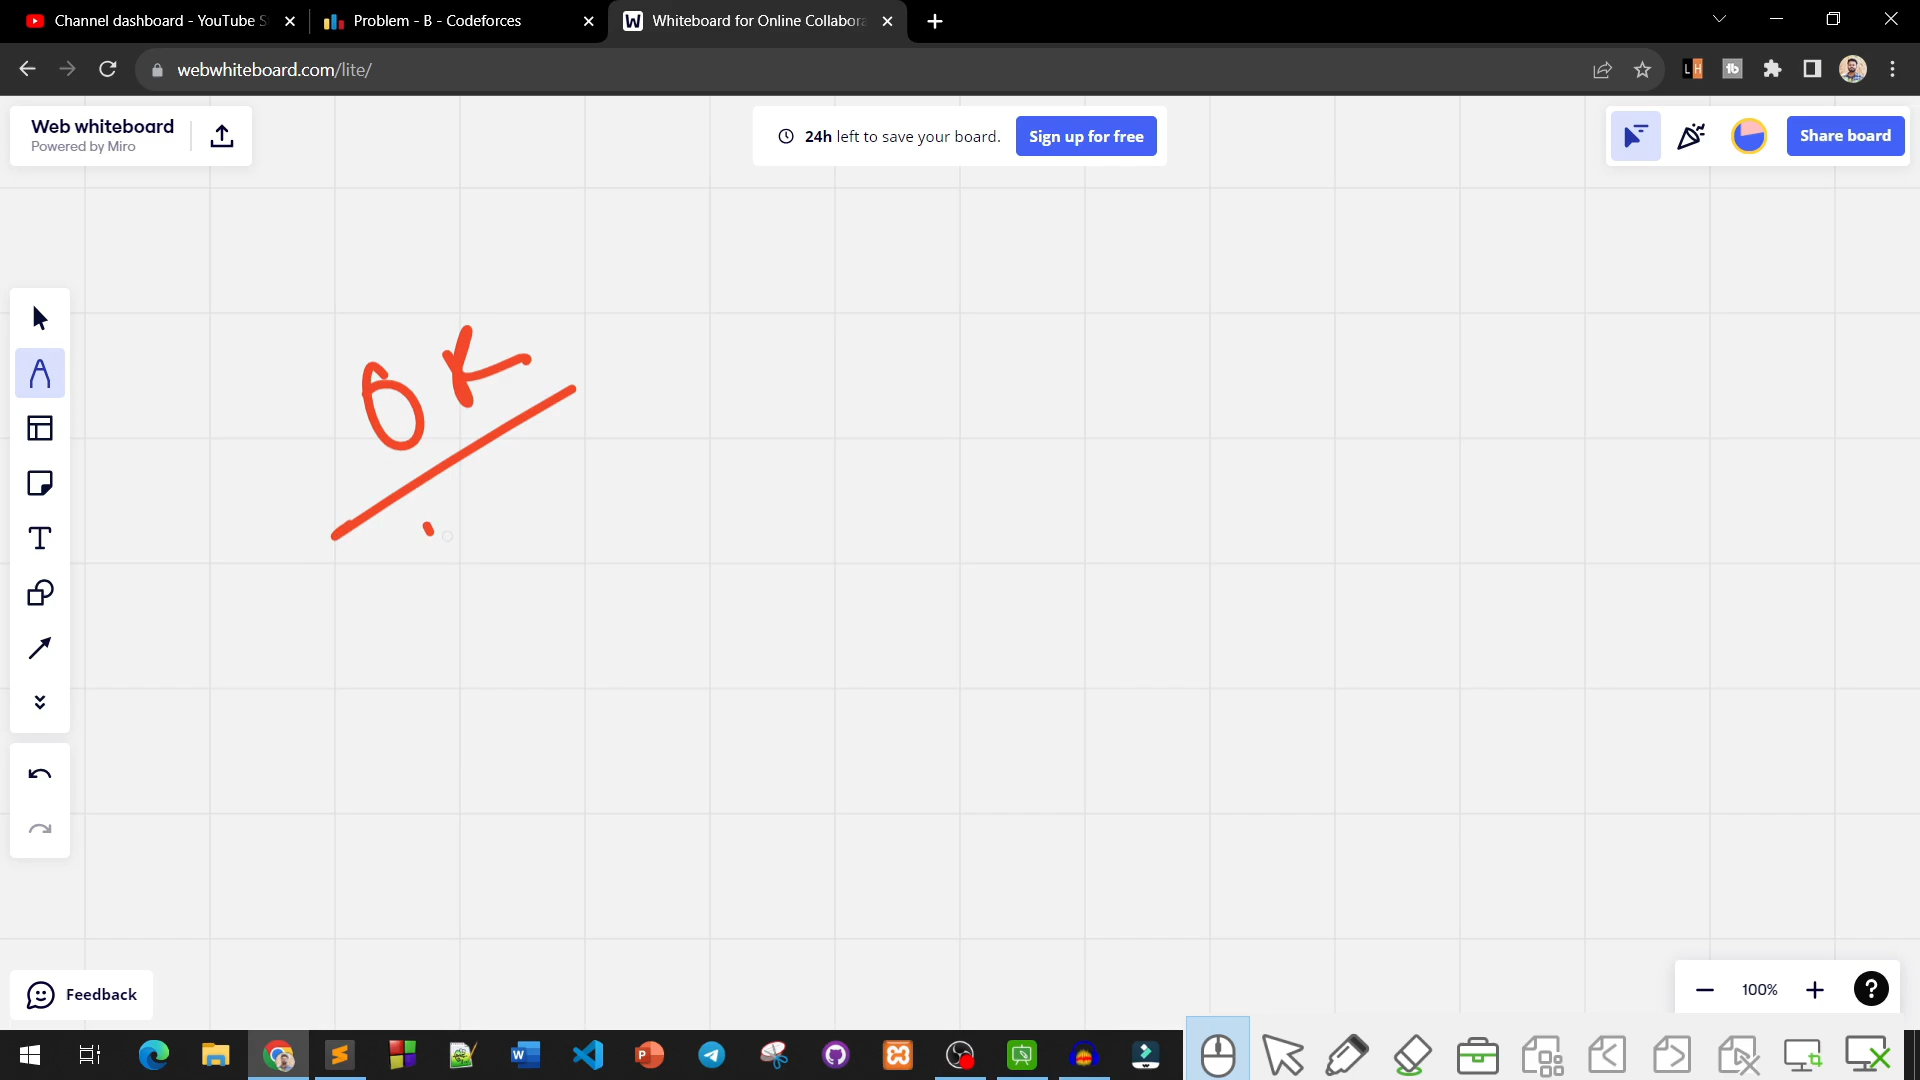 Channel dashboard - YouTube S
Problem - B - Codeforces
Whiteboard for Online Collabora
webwhiteboard.com/lite/
Web whiteboard
Powered by Miro
24h left to save your board.
Sign up for free
Share board
OK
Feedback
100%